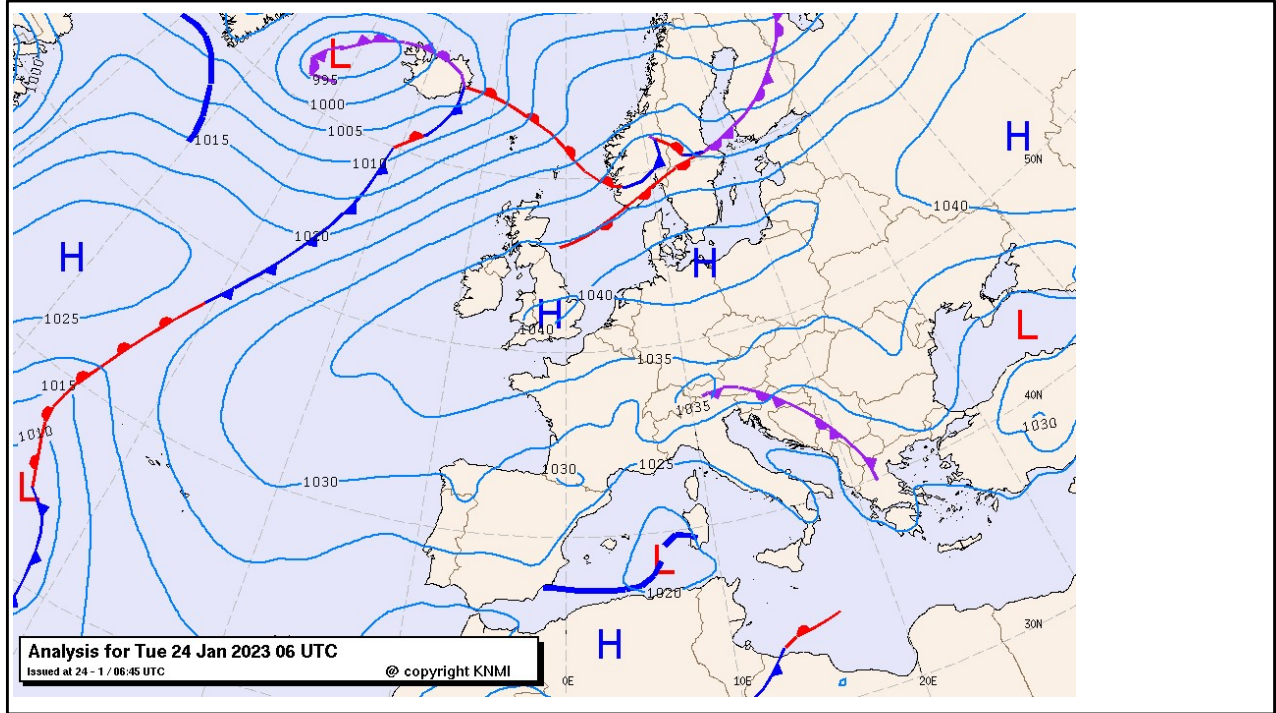 L
1000
995
1000
H
1015
1005
50N
1010
1040
1020
H
H
1040
H
1025
1040
L
1035
1015
40N
1035
1030
1010
1025
1030
L
1030
L
1020
30N
H
Analysis for Tue 24 Jan 2023 06 UTC
Issued at 24 - 1 / 06:45 UTC @ copyright KNMI
0E
10E
20E